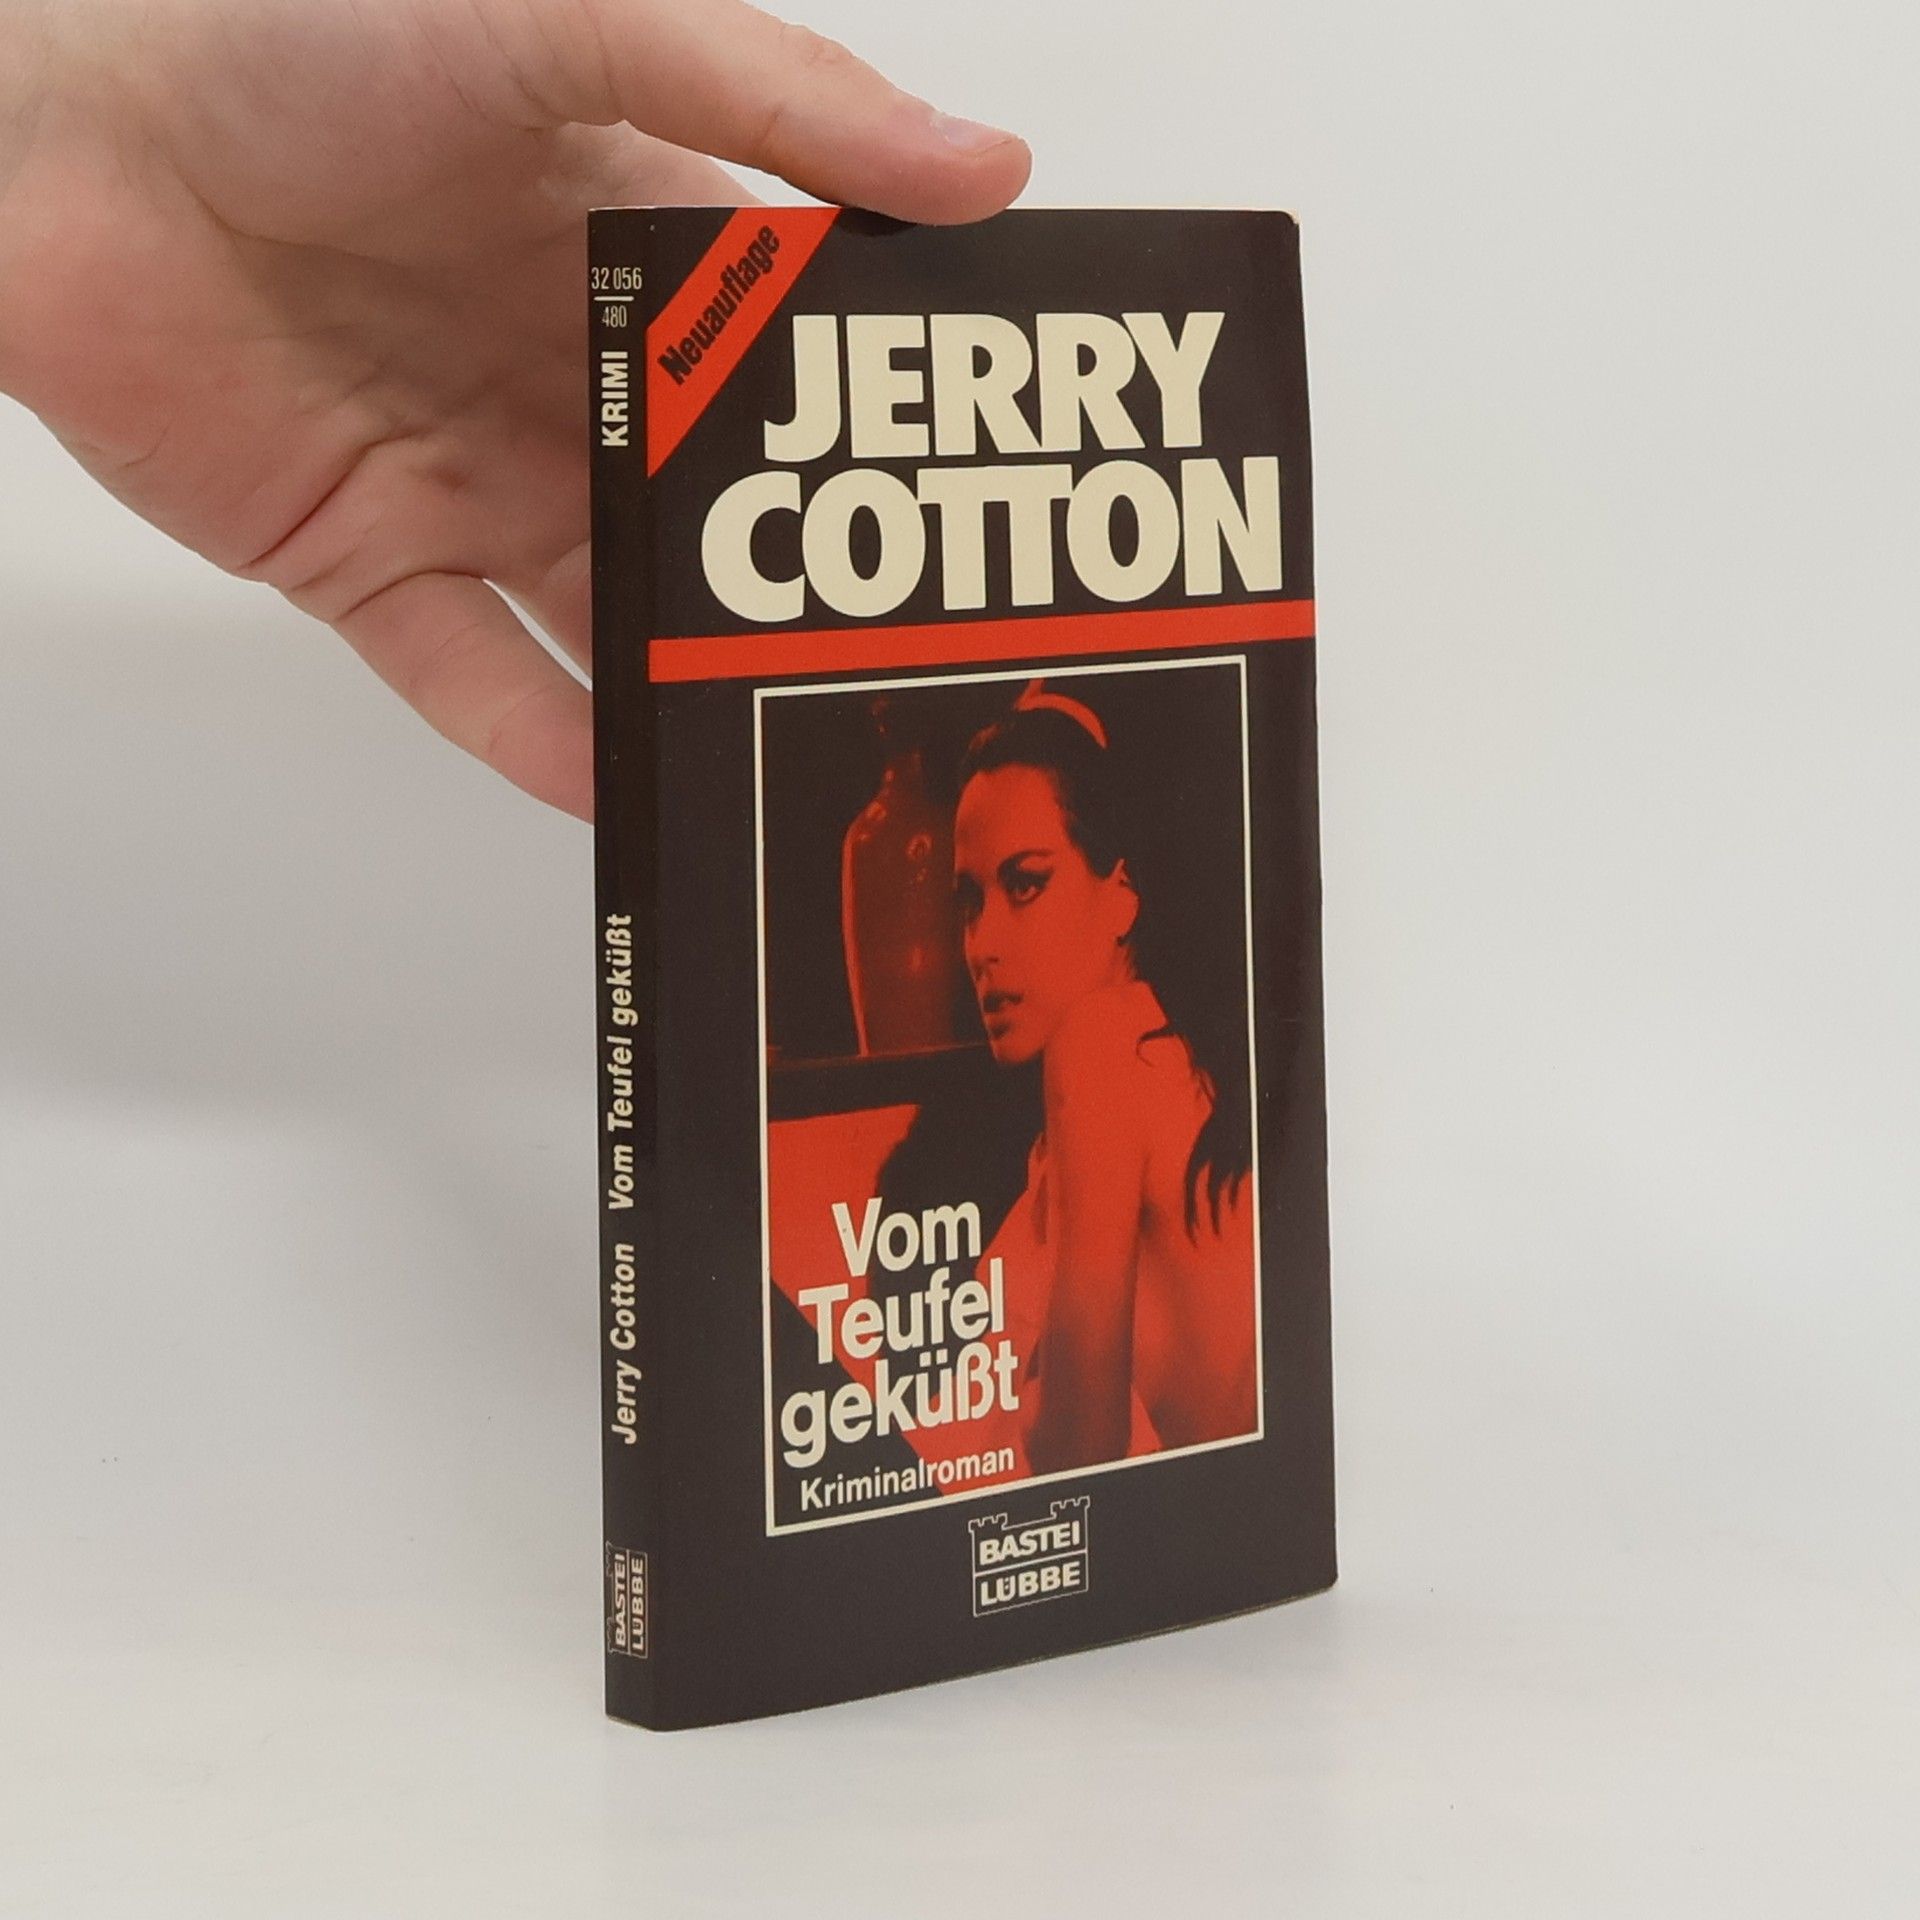 32 056
480
KRIMI
Jerry Cotton Vom Teufel geküßt
BASTEI
LÜBBE
Neuauflage
JERRY
COTTON
Vom
Teufel
geküßt
Kriminalroman
BASTEI
LÜBBE